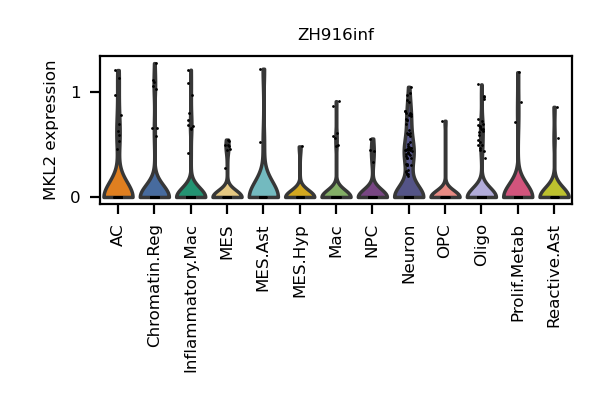 ZH916inf
MKL2 expression
1
0
AC
Chromatin.Reg
Inflammatory.Mac
MES
MES.Ast
MES.Hyp
Mac
NPC
Neuron
OPC
Oligo
Prolif.Metab
Reactive.Ast